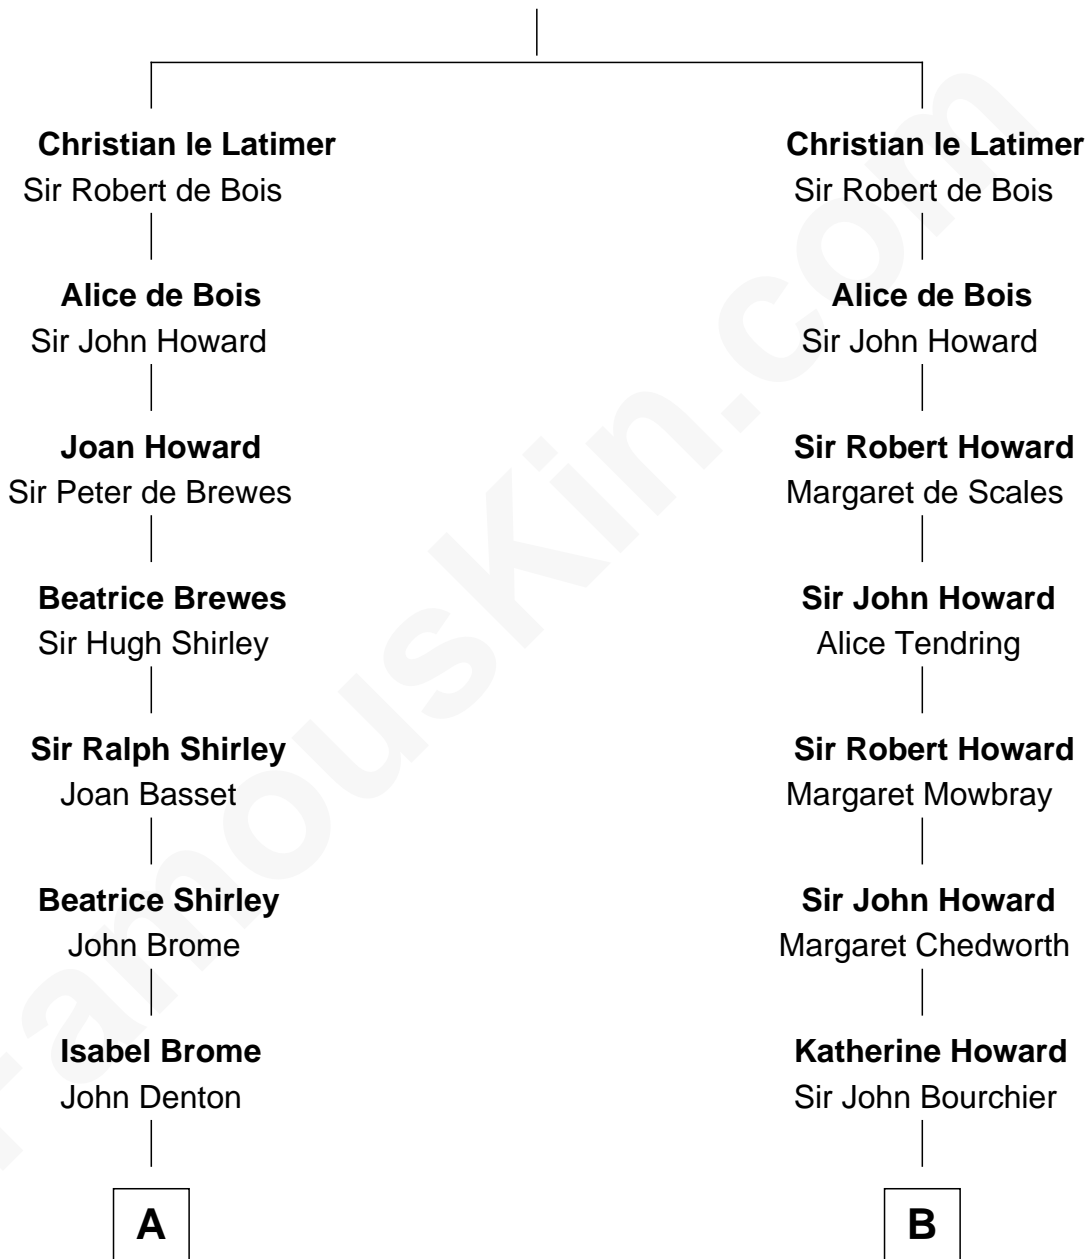 Christian le Latimer
Sir Robert de Bois
Alice de Bois
Sir John Howard
Joan Howard
Sir Peter de Brewes
Beatrice Brewes
Sir Hugh Shirley
Sir Ralph Shirley
Joan Basset
Beatrice Shirley
John Brome
Isabel Brome
John Denton
A
Christian le Latimer
Sir Robert de Bois
Alice de Bois
Sir John Howard
Sir Robert Howard
Margaret de Scales
Sir John Howard
Alice Tendring
Sir Robert Howard
Margaret Mowbray
Sir John Howard
Margaret Chedworth
Katherine Howard
Sir John Bourchier
B
FamousKin.com